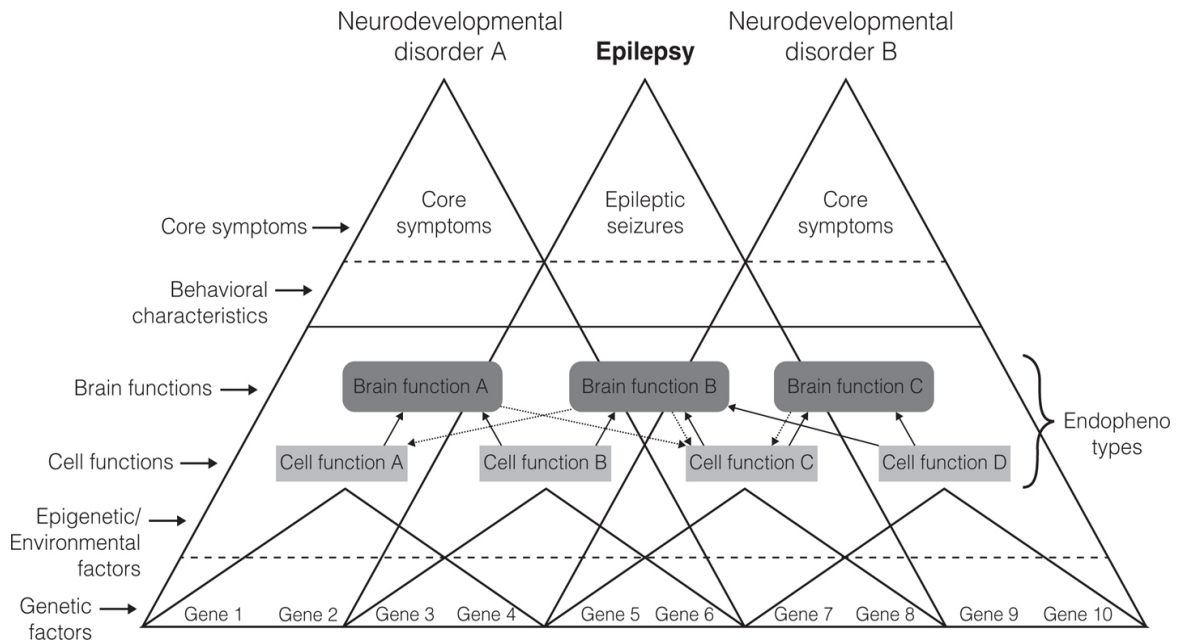 Neurodevelopmental
disorder A
Epilepsy
Neurodevelopmental
disorder B
Core symptoms
Core
symptoms
Epileptic
seizures
Core
symptoms
Behavioral
characteristics
Brain functions
Brain function A
Brain function B
Brain function C
Endopheno
types
Cell functions
Cell function A
Cell function B
Cell function C
Cell function D
Epigenetic/
Environmental
factors
Genetic
factors
Gene 1
Gene 2
Gene 3
Gene 4
Gene 5
Gene 6
Gene 7
Gene 8
Gene 9
Gene 10